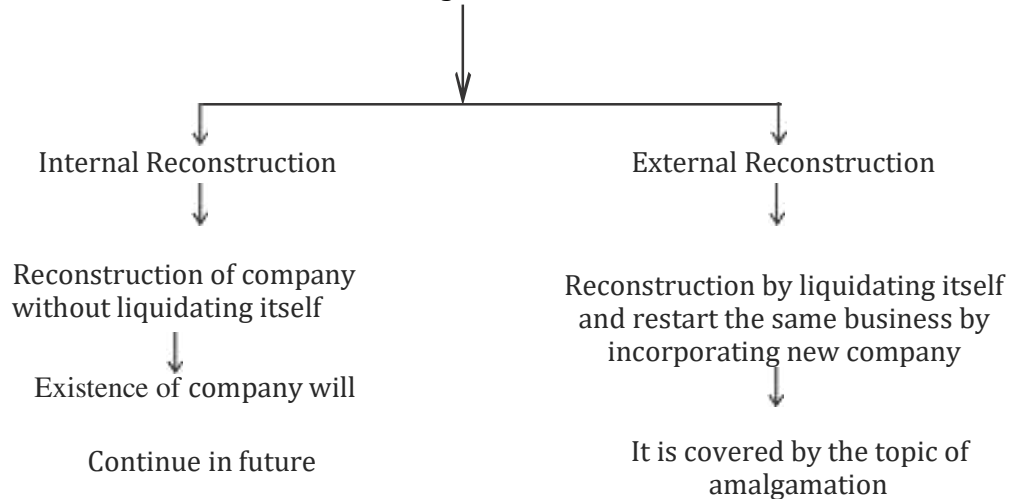 Internal Reconstruction
External Reconstruction
Reconstruction of company
without liquidating itself
Reconstruction by liquidating itself
and restart the same business by
incorporating new company
Existence of company will
Continue in future
It is covered by the topic of
amalgamation